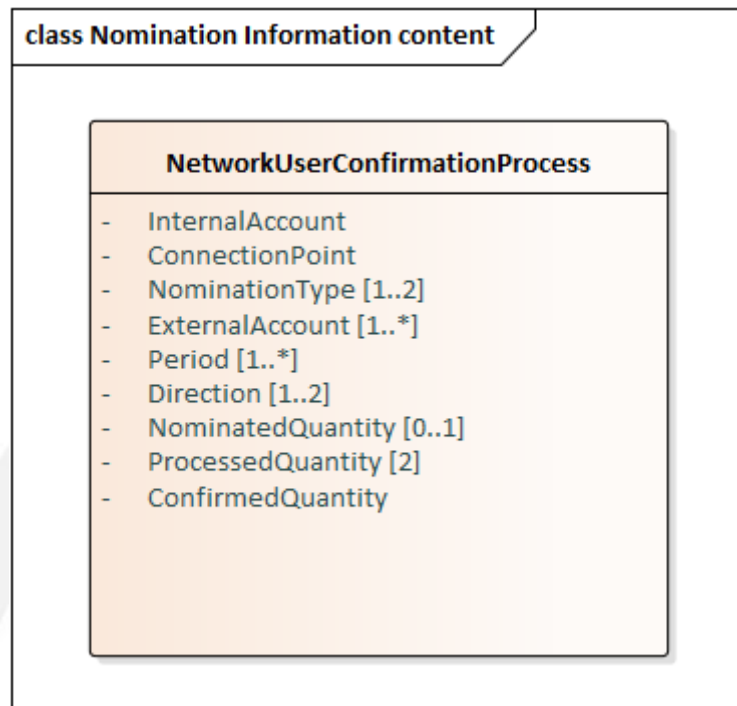 class Nomination Information content
NetworkUserConfirmationProcess
- InternalAccount
- ConnectionPoint
- NominationType [1..2]
- ExternalAccount [1..*]
- Period [1..*]
- Direction [1..2]
- NominatedQuantity [0..1]
- ProcessedQuantity [2]
- ConfirmedQuantity